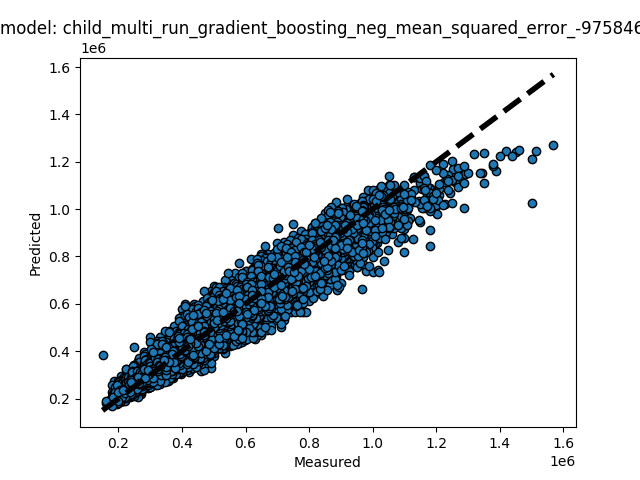 model: child_multi_run_gradient_boosting_neg_mean_squared_error_-975846
1e6
1.6
1.4
1.2
1.0
0.8
0.6
0.4
0.2
Predicted
0.2 0.4 0.6 0.8 1.0 1.2 1.4 1.6
Measured
1e6